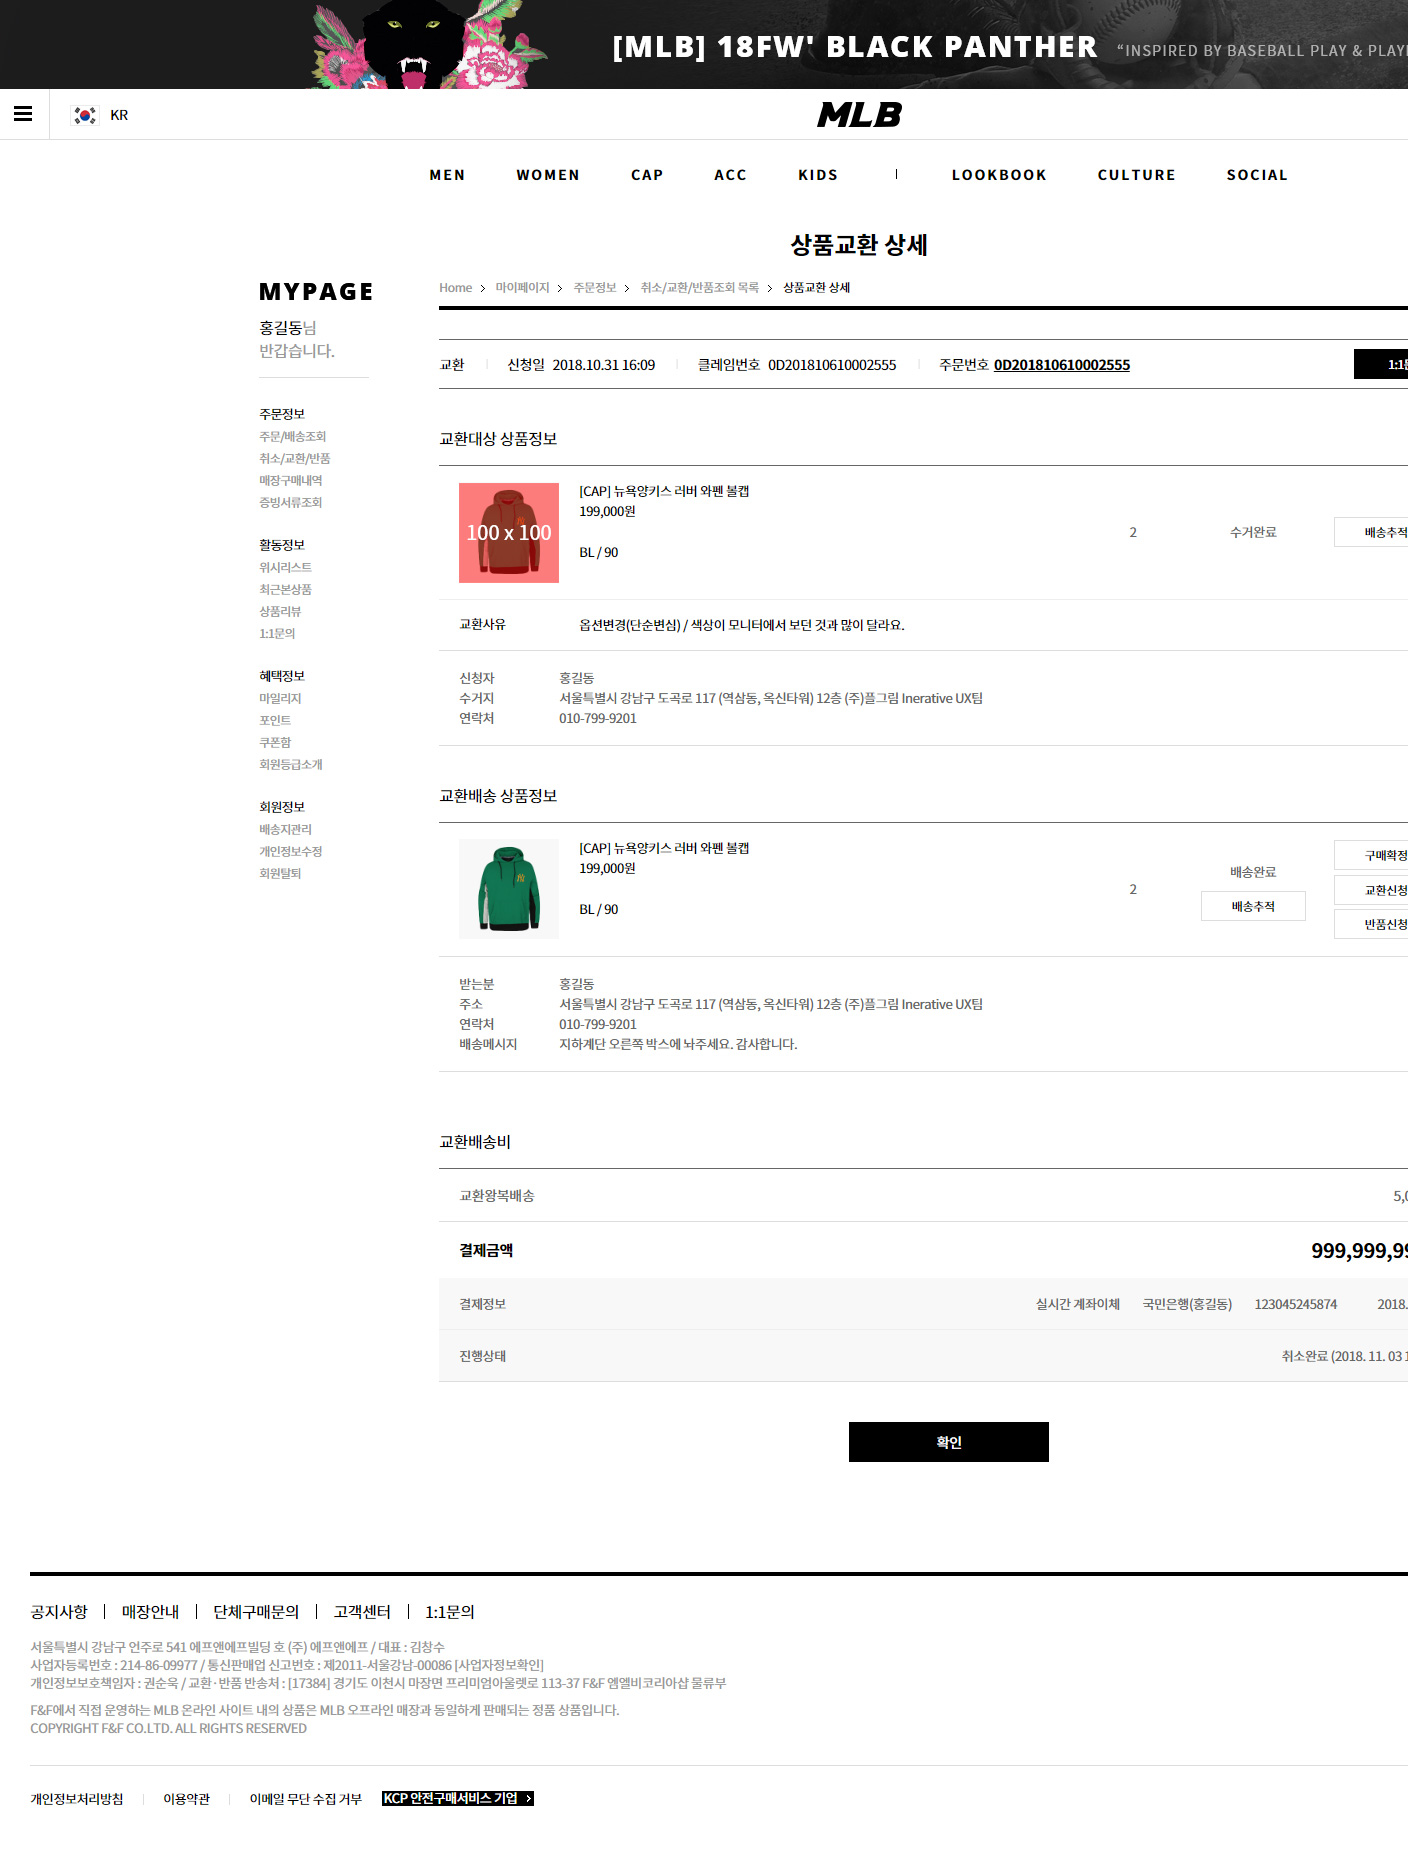 [MLB] 18FW' BLACK PANTHER “INSPIRED BY BASEBALL PLAY &
KR
MLB
MEN WOMEN CAP ACC KIDS LOOKBOOK CULTURE SOCIAL
상품교환 상세
MYPAGE
홍길동님
반갑습니다.
주문정보
주문/배송조회
취소/교환/반품
매장구매내역
증빙서류조회
활동정보
위시리스트
최근본상품
상품리뷰
1:1문의
혜택정보
마일리지
포인트
쿠폰함
회원등급소개
회원정보
배송지관리
개인정보수정
회원탈퇴
Home > 마이페이지 > 주문정보 > 취소/교환/반품조회 목록 > 상품교환 상세
교환 신청일 2018.10.31 16:09 클레임번호 0D201810610002555 주문번호 0D201810610002555
교환대상 상품정보
[CAP] 뉴욕양키스 러버 와펜 볼캡
199,000원
100 x 100
BL / 90
2 수거완료 배송추적
교환사유 옵션변경(단순변심) / 색상이 모니터에서 보던 것과 많이 달라요.
신청자 홍길동
수거지 서울특별시 강남구 도곡로 117 (역삼동, 옥신타워) 12층 (주)플그림 Inerative UX팀
연락처 010-799-9201
교환배송 상품정보
[CAP] 뉴욕양키스 러버 와펜 볼캡
199,000원
BL / 90
2 배송완료
배송추적
구매확정
교환신청
반품신청
받는분 홍길동
주소 서울특별시 강남구 도곡로 117 (역삼동, 옥신타워) 12층 (주)플그림 Inerative UX팀
연락처 010-799-9201
배송메시지 지하계단 오른쪽 박스에 놔주세요. 감사합니다.
교환배송비
교환왕복배송
결제금액
결제정보 실시간 계좌이체 국민은행(홍길동) 123045245874 2018.
진행상태 취소완료 (2018. 11. 03
확인
공지사항 매장안내 단체구매문의 고객센터 1:1문의
서울특별시 강남구 언주로 541 에프앤에프빌딩 호 (주) 에프앤에프 / 대표 : 김창수
사업자등록번호 : 214-86-09977 / 통신판매업 신고번호 : 제2011-서울강남-00086 [사업자정보확인]
개인정보보호책임자 : 권순욱 / 교환·반품 반송처 : [17384] 경기도 이천시 마장면 프리미엄아울렛로 113-37 F&F 엠엘비코리아샵 물류부
F&F에서 직접 운영하는 MLB 온라인 사이트 내의 상품은 MLB 오프라인 매장과 동일하게 판매되는 정품 상품입니다.
COPYRIGHT F&F CO.LTD. ALL RIGHTS RESERVED
개인정보처리방침 이용약관 이메일 무단 수집 거부 KCP 안전구매서비스 기업 >